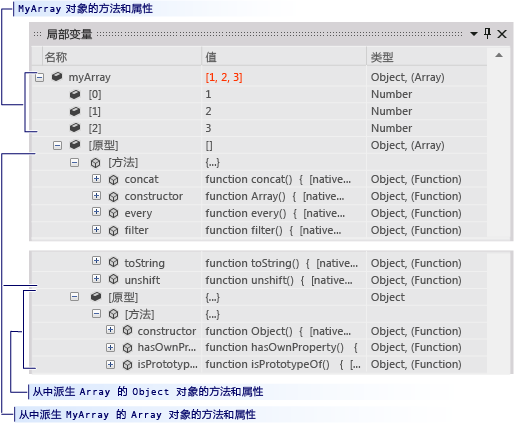 MyArray 对象的方法和属性
局部变量
名称 值 类型
myArray [1, 2, 3] Object, (Array)
[0] 1 Number
[1] 2 Number
[2] 3 Number
[原型] [] Object, (Array)
[方法] {...}
concat function concat() { [native... Object, (Function)
constructor function Array() { [native... Object, (Function)
every function every() { [native... Object, (Function)
filter function filter() { [native... Object, (Function)
toString function toString() { [native... Object, (Function)
unshift function unshift() { [native... Object, (Function)
[原型] {...} Object
[方法] {...}
constructor function Object() { [native... Object, (Function)
hasOwnPr... function hasOwnProperty() { Object, (Function)
isPrototyp... function isPrototypeOf() { [... Object, (Function)
从中派生 Array 的 Object 对象的方法和属性
从中派生 MyArray 的 Array 对象的方法和属性